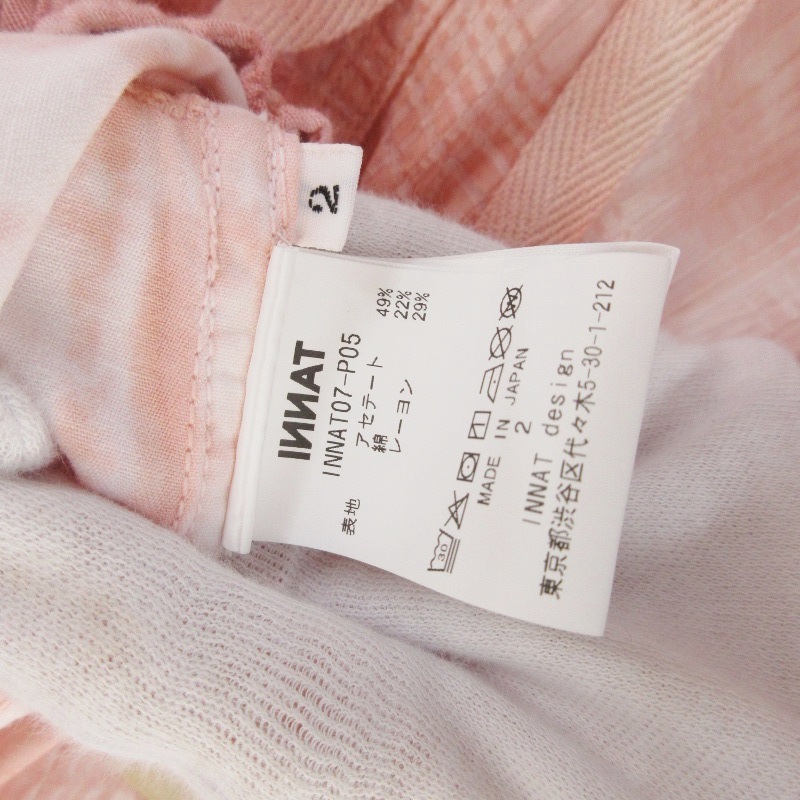 2
INNAT
INNAT07-P05
表地 アセテート 49%
綿 22%
レーヨン 29%
30
MADE IN JAPAN
2
INNAT design
東京都渋谷区代々木5-30-1-212